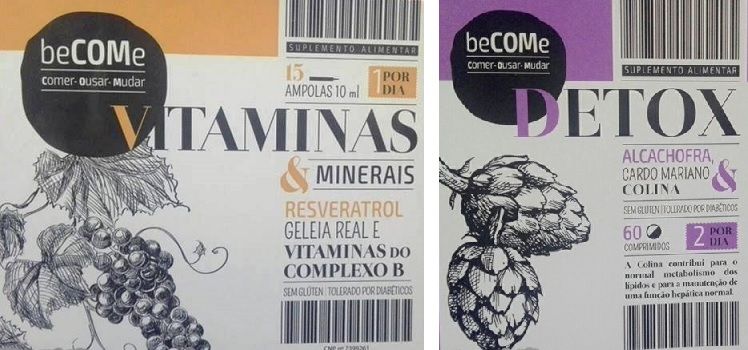 beCOMe
COMER· OUSAR· MUDAR
SUPLEMENTO ALIMENTAR
15
AMPOLAS 10 ml
1 POR DIA
VITAMINAS
& MINERAIS
RESVERATROL
GELEIA REAL E
VITAMINAS DO
COMPLEXO B
SEM GLÚTEN | TOLERADO POR DIABÉTICOS
beCOMe
COMER· OUSAR· MUDAR
SUPLEMENTO ALIMENTAR
DETOX
ALCACHOFRA,
CARDO MARIANO &
COLINA
SEM GLÚTEN | TOLERADO POR DIABÉTICOS
60
COMPRIMIDOS
2 POR DIA
A Colina contribui para o
normal metabolismo dos
lípidos e para a manutenção de
uma função hepática normal.